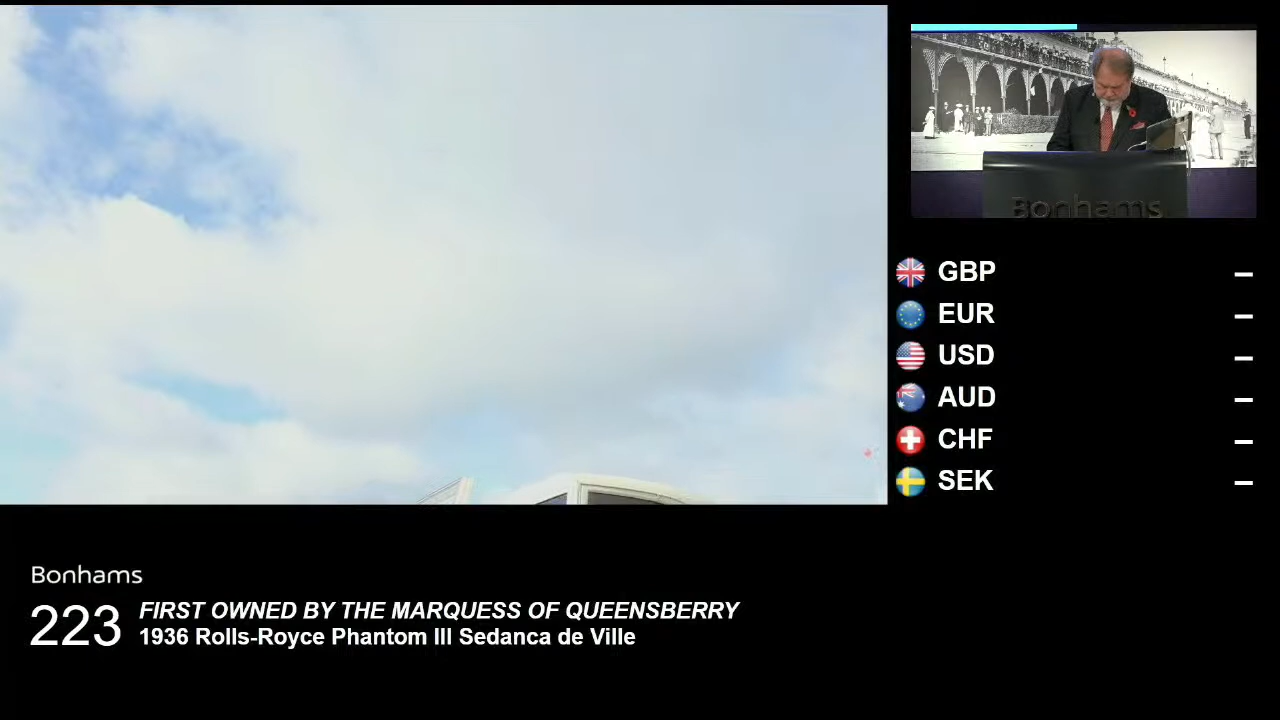 Bonhams
GBP –
EUR –
USD –
AUD –
CHF –
SEK –
Bonhams
223
FIRST OWNED BY THE MARQUESS OF QUEENSBERRY
1936 Rolls-Royce Phantom III Sedanca de Ville